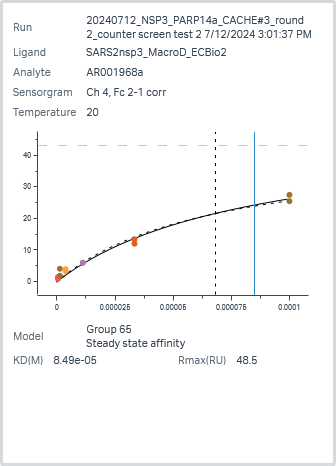 Run 20240712_NSP3_PARP14a_CACHE#3_round
2_counter screen test 2 7/12/2024 3:01:37 PM
Ligand SARS2nsp3_MacroD_ECBio2
Analyte AR001968a
Sensorgram Ch 4, Fc 2-1 corr
Temperature 20
40
30
20
10
0
0 0.000025 0.00005 0.000075 0.0001
Model Group 65
Steady state affinity
KD(M) 8.49e-05 Rmax(RU) 48.5